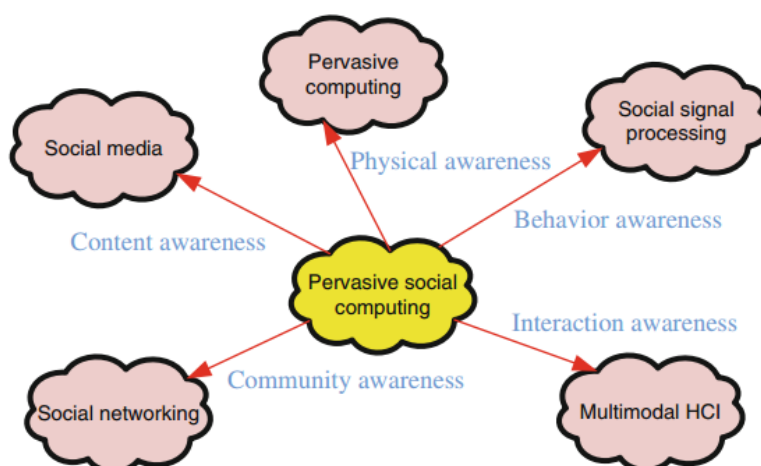 Pervasive
computing
Social signal
processing
Social media
Physical awareness
Behavior awareness
Content awareness
Pervasive social
computing
Interaction awareness
Community awareness
Social networking
Multimodal HCI